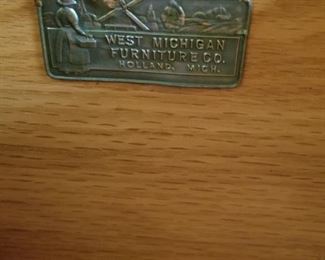 WEST MICHIGAN
FURNITURE CO.
HOLLAND, MICH.